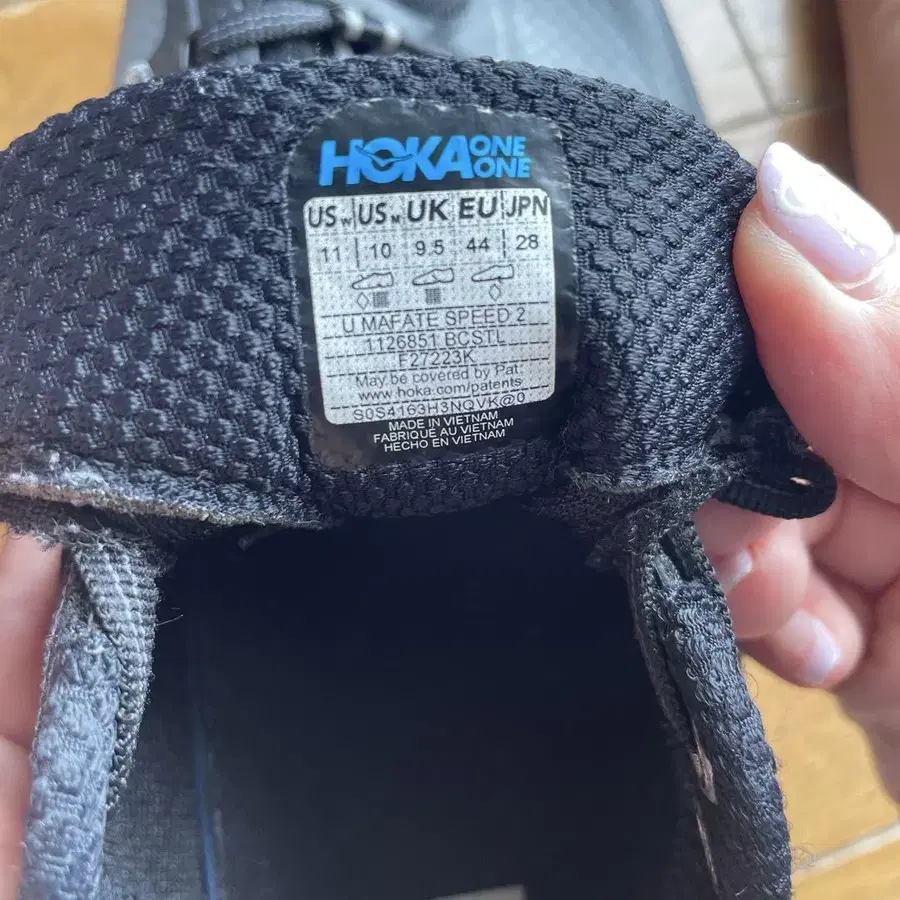 HOKA ONE ONE
US W US M UK EU JPN
11 10 9.5 44 28
U MAFATE SPEED 2
1126851 BCSTL
F27223K
May be covered by Pat.
www.hoka.com/patents
S0S4163H3NQVK@0
MADE IN VIETNAM
FABRIQUÉ AU VIETNAM
HECHO EN VIETNAM